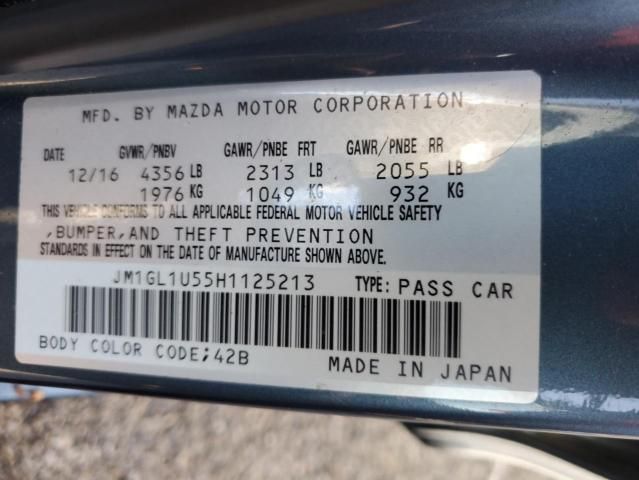 MFD. BY MAZDA MOTOR CORPORATION
DATE GVWR/PNBV GAWR/PNBE FRT GAWR/PNBE RR
12/16 4356 LB 2313 LB 2055 LB
1976 KG 1049 KG 932 KG
THIS VEHICLE CONFORMS TO ALL APPLICABLE FEDERAL MOTOR VEHICLE SAFETY
,BUMPER,AND THEFT PREVENTION
STANDARDS IN EFFECT ON THE DATE OF MANUFACTURE SHOWN ABOVE.
JM1GL1U55H1125213 TYPE: PASS CAR
BODY COLOR CODE;42B MADE IN JAPAN